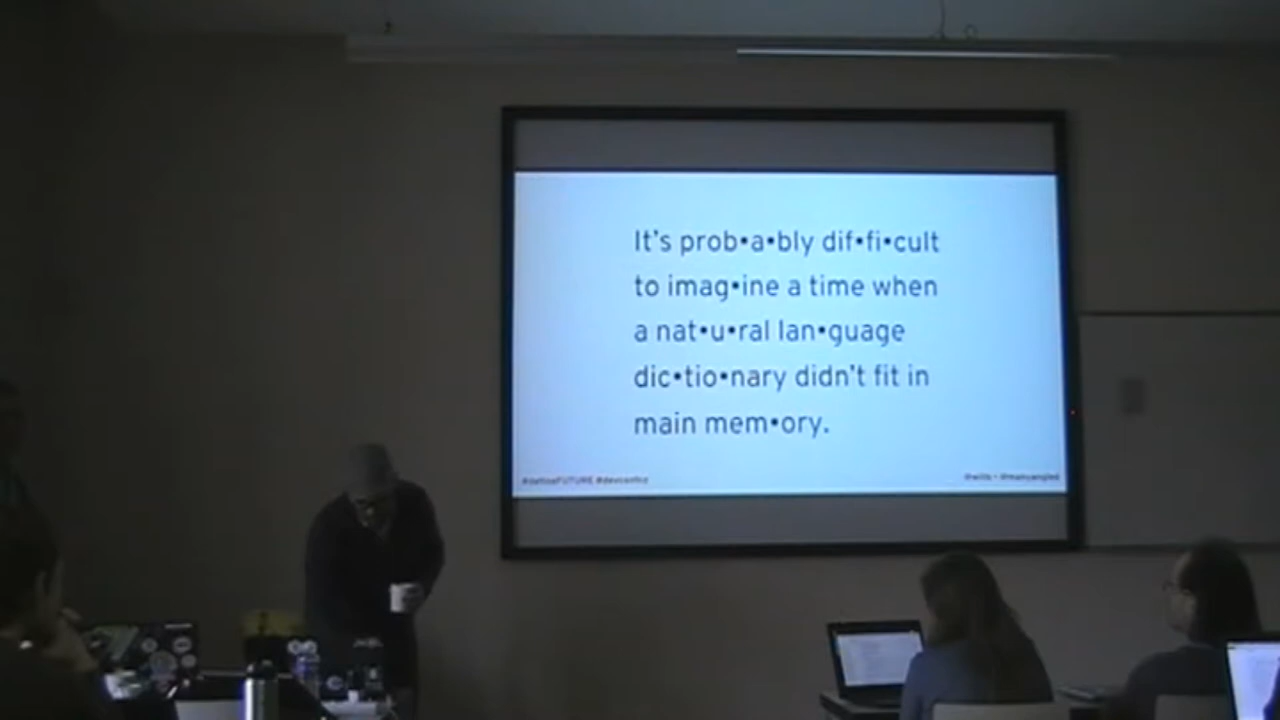 It's prob•a•bly dif•fi•cult
to imag•ine a time when
a nat•u•ral lan•guage
dic•tio•nary didn't fit in
main mem•ory.